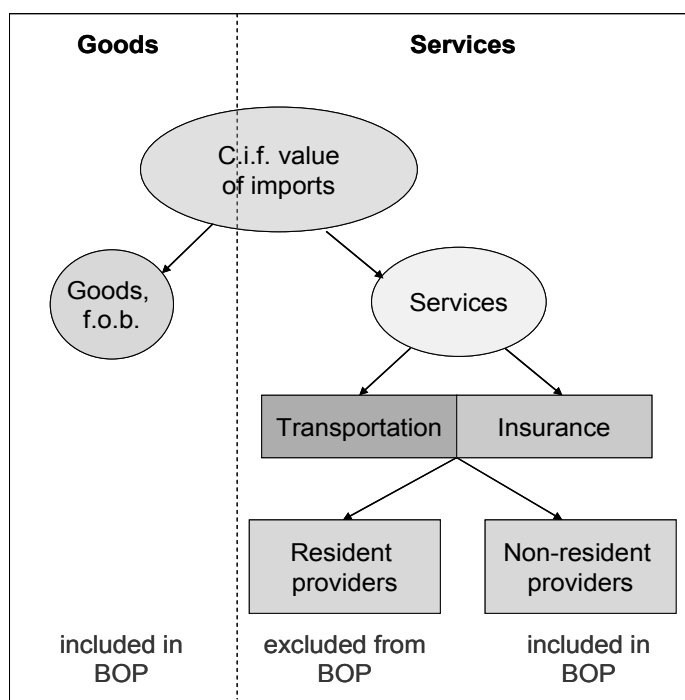 Goods
Services
C.i.f. value
of imports
Goods,
f.o.b.
Services
Transportation
Insurance
Resident
providers
Non-resident
providers
included in
BOP
excluded from
BOP
included in
BOP